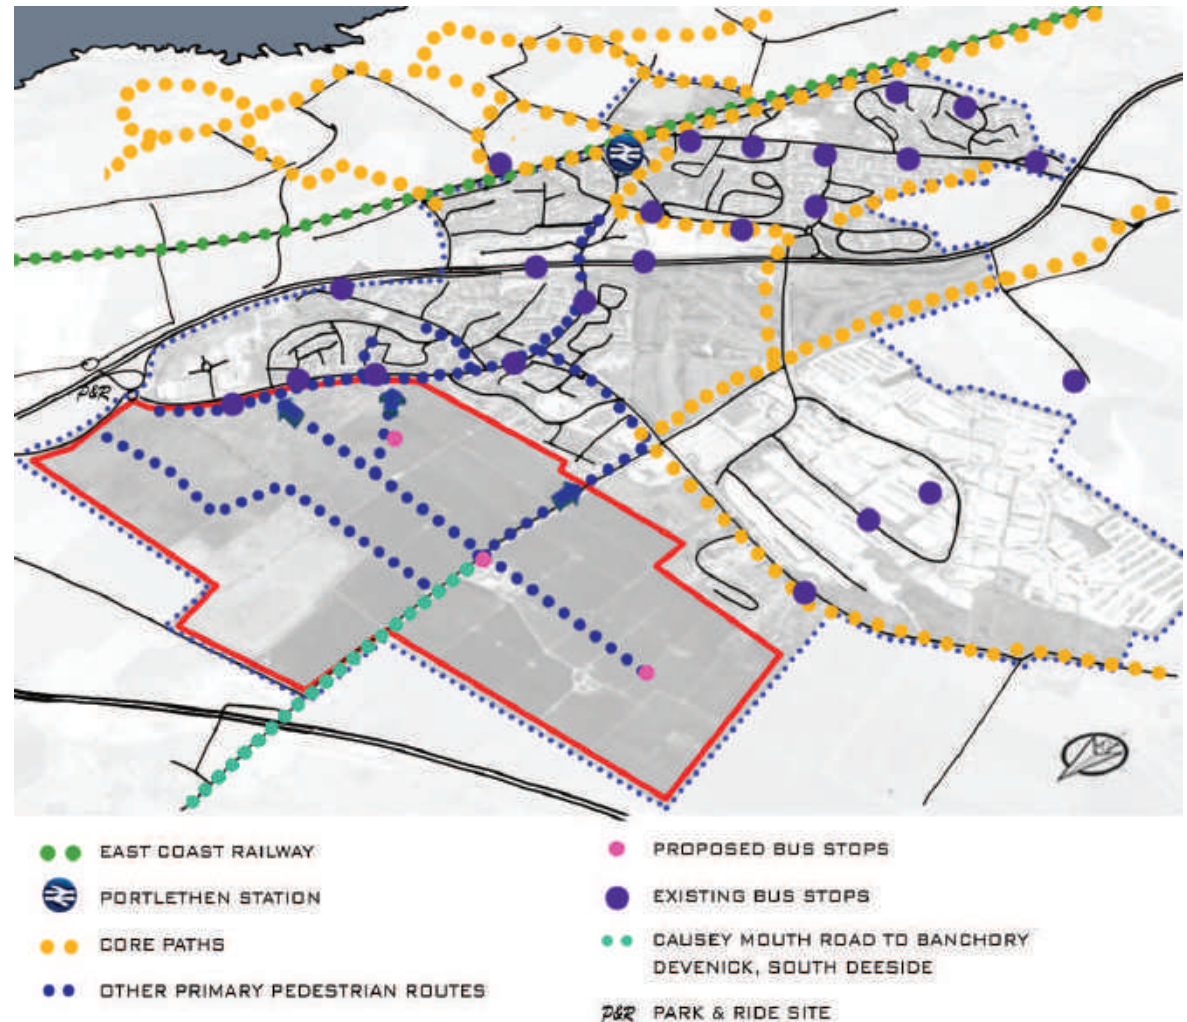 P&R
EAST COAST RAILWAY
PORTLETHEN STATION
CORE PATHS
OTHER PRIMARY PEDESTRIAN ROUTES
PROPOSED BUS STOPS
EXISTING BUS STOPS
CAUSEY MOUTH ROAD TO BANCHORY
DEVENICK, SOUTH DEESIDE
P&R PARK & RIDE SITE